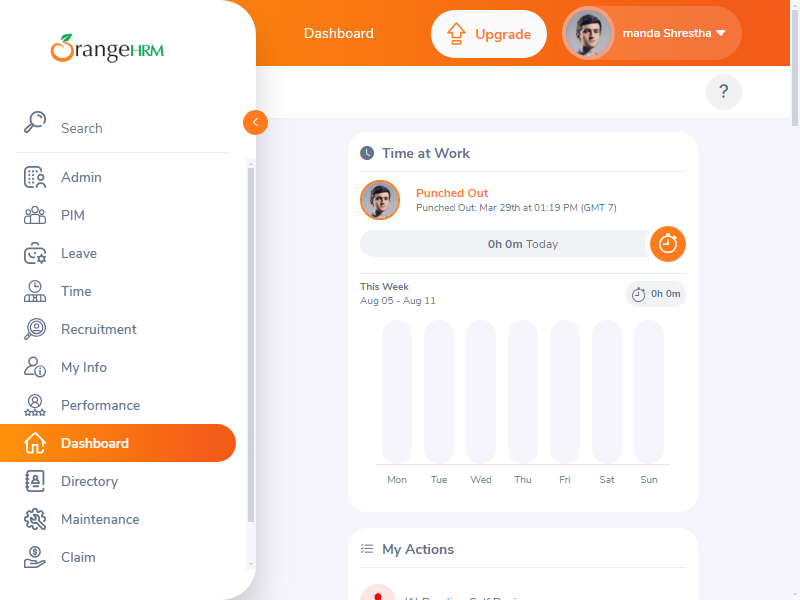 OrangeHRM
Dashboard
Upgrade
manda Shrestha
?
Search
Admin
PIM
Leave
Time
Recruitment
My Info
Performance
Dashboard
Directory
Maintenance
Claim
Time at Work
Punched Out
Punched Out: Mar 29th at 01:19 PM (GMT 7)
0h 0m Today
This Week
Aug 05 - Aug 11
0h 0m
Mon Tue Wed Thu Fri Sat Sun
My Actions